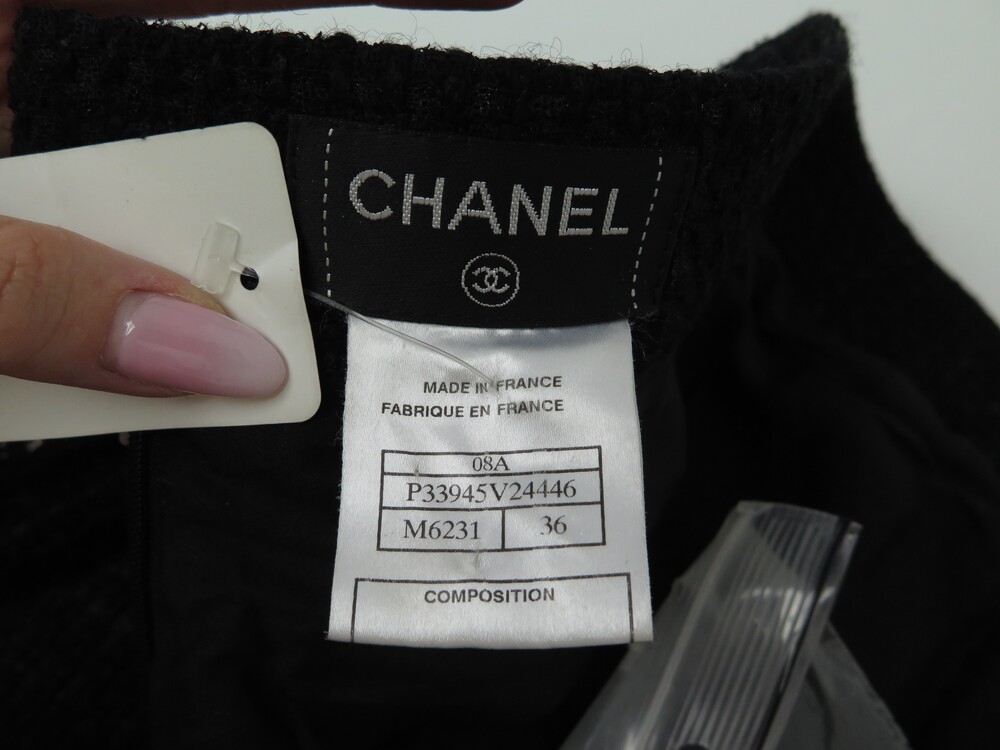 CHANEL
MADE IN FRANCE
FABRIQUE EN FRANCE
08A
P33945V24446
M6231 36
COMPOSITION